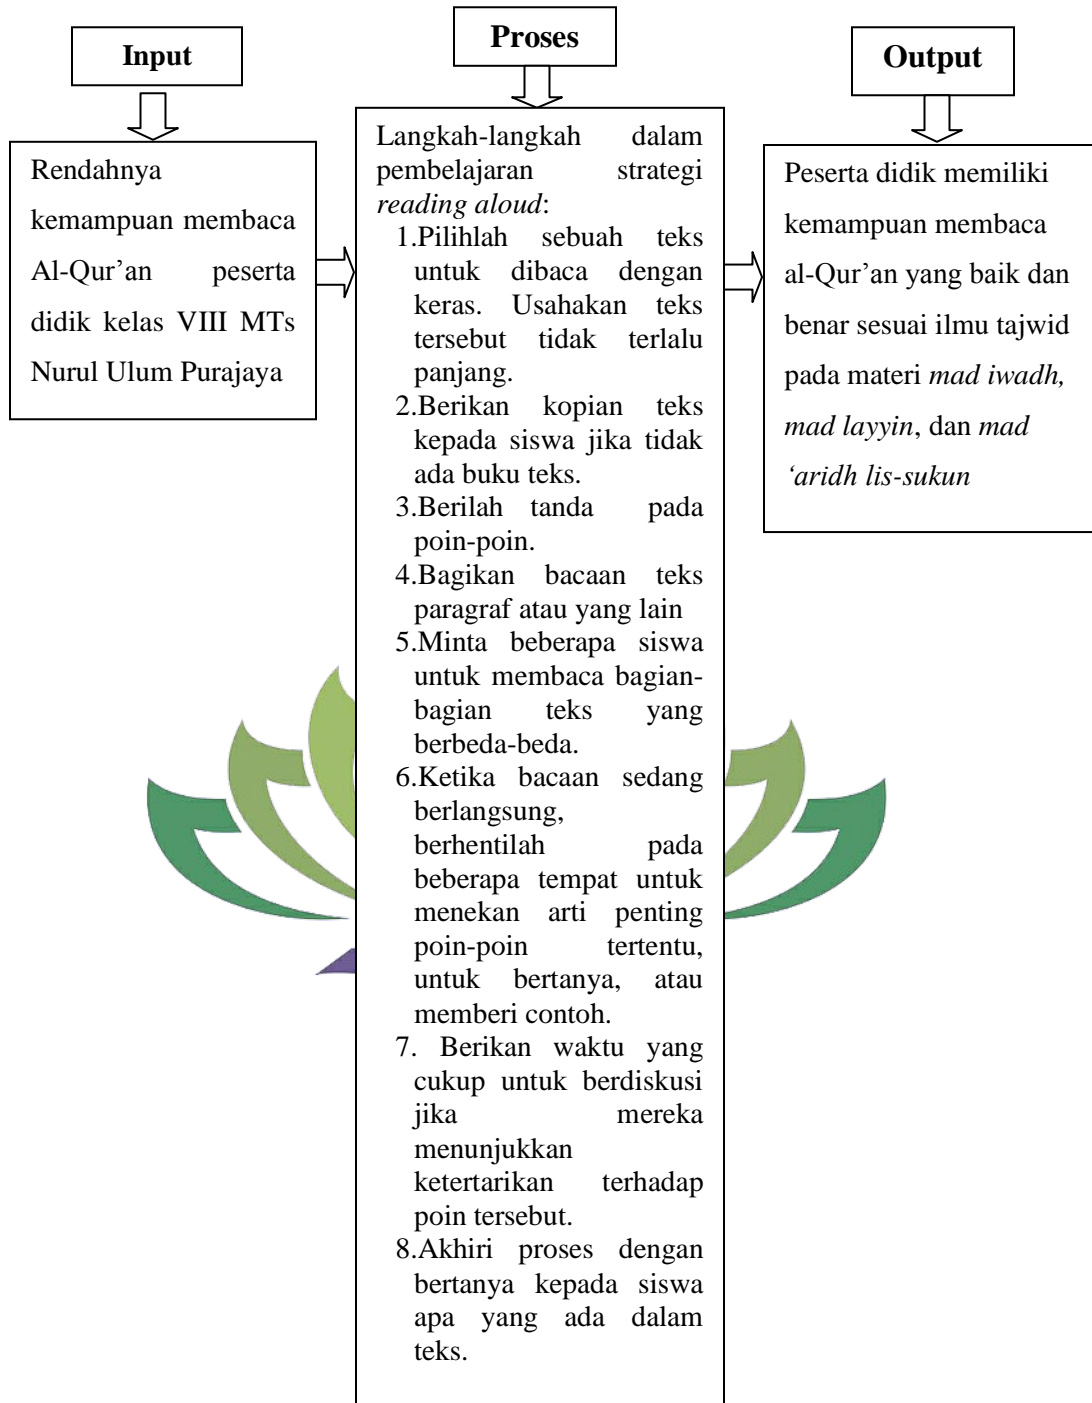 Input
Proses
Output
Rendahnya
kemampuan membaca
Al-Qur’an peserta
didik kelas VIII MTs
Nurul Ulum Purajaya
Langkah-langkah dalam
pembelajaran strategi
reading aloud:
1.Pilihlah sebuah teks
untuk dibaca dengan
keras. Usahakan teks
tersebut tidak terlalu
panjang.
2.Berikan kopian teks
kepada siswa jika tidak
ada buku teks.
3.Berilah tanda pada
poin-poin.
4.Bagikan bacaan teks
paragraf atau yang lain
5.Minta beberapa siswa
untuk membaca bagian-
bagian teks yang
berbeda-beda.
6.Ketika bacaan sedang
berlangsung,
berhentilah pada
beberapa tempat untuk
menekan arti penting
poin-poin tertentu,
untuk bertanya, atau
memberi contoh.
7. Berikan waktu yang
cukup untuk berdiskusi
jika mereka
menunjukkan
ketertarikan terhadap
poin tersebut.
8.Akhiri proses dengan
bertanya kepada siswa
apa yang ada dalam
teks.
Peserta didik memiliki
kemampuan membaca
al-Qur’an yang baik dan
benar sesuai ilmu tajwid
pada materi mad iwadh,
mad layyin, dan mad
‘aridh lis-sukun